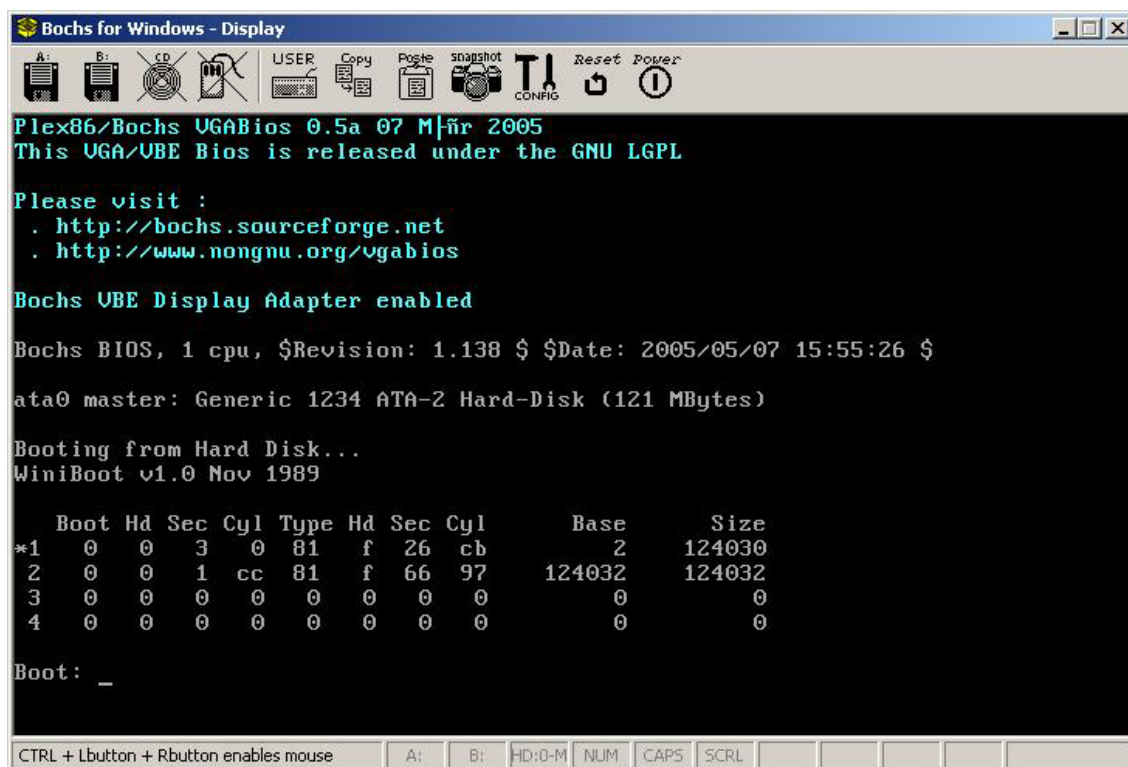 Bochs for Windows - Display
A: B: CD USER Copy Paste snapshot CONFIG Reset Power
Plex86/Bochs VGABios 0.5a 07 M├ñr 2005
This VGA/VBE Bios is released under the GNU LGPL
Please visit :
. http://bochs.sourceforge.net
. http://www.nongnu.org/vgabios
Bochs VBE Display Adapter enabled
Bochs BIOS, 1 cpu, $Revision: 1.138 $ $Date: 2005/05/07 15:55:26 $
ata0 master: Generic 1234 ATA-2 Hard-Disk (121 MBytes)
Booting from Hard Disk...
WiniBoot v1.0 Nov 1989
Boot Hd Sec Cyl Type Hd Sec Cyl Base Size
*1 0 0 3 0 81 f 26 cb 2 124030
2 0 0 1 cc 81 f 66 97 124032 124032
3 0 0 0 0 0 0 0 0 0 0
4 0 0 0 0 0 0 0 0 0 0
Boot: _
CTRL + Lbutton + Rbutton enables mouse A: B: HD:0-M NUM CAPS SCRL